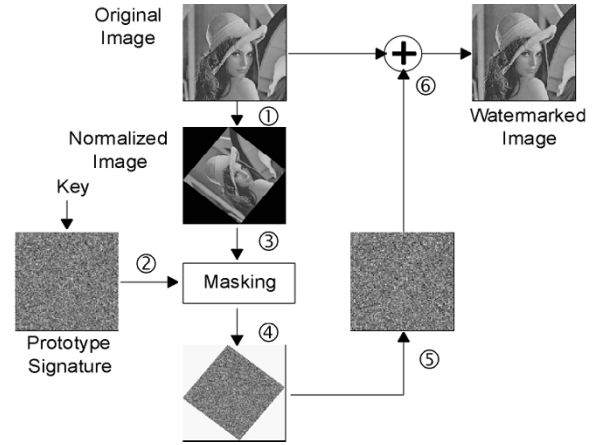 Original
Image
①
⑥
Watermarked
Image
Normalized
Image
Key
③
②
Masking
Prototype
Signature
④
⑤